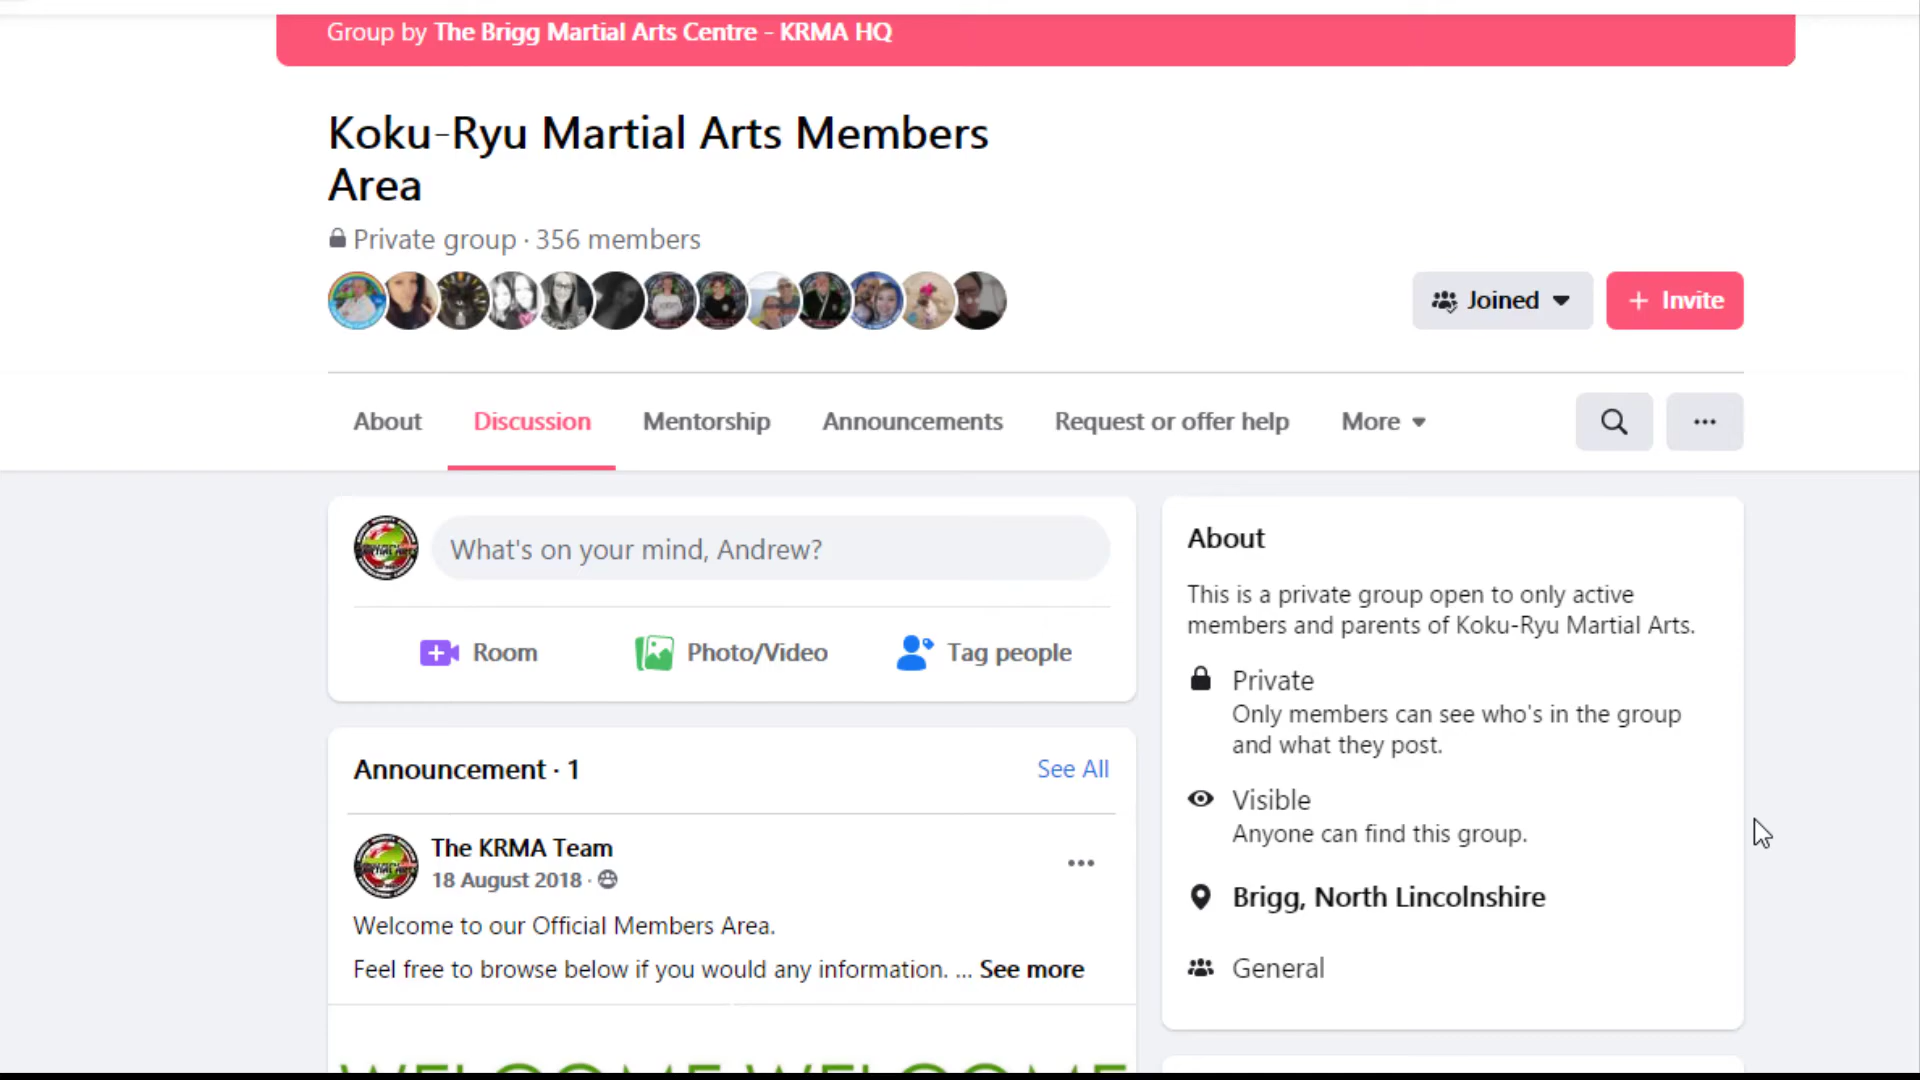 Group by The Brigg Martial Arts Centre - KRMA HQ
Koku-Ryu Martial Arts Members
Area
Private group · 356 members
Joined
+ Invite
About
Discussion
Mentorship
Announcements
Request or offer help
More
What's on your mind, Andrew?
Room
Photo/Video
Tag people
Announcement · 1
See All
The KRMA Team
18 August 2018 ·
Welcome to our Official Members Area.
Feel free to browse below if you would any information. ... See more
WELCOME WELCOME
About
This is a private group open to only active
members and parents of Koku-Ryu Martial Arts.
Private
Only members can see who's in the group
and what they post.
Visible
Anyone can find this group.
Brigg, North Lincolnshire
General